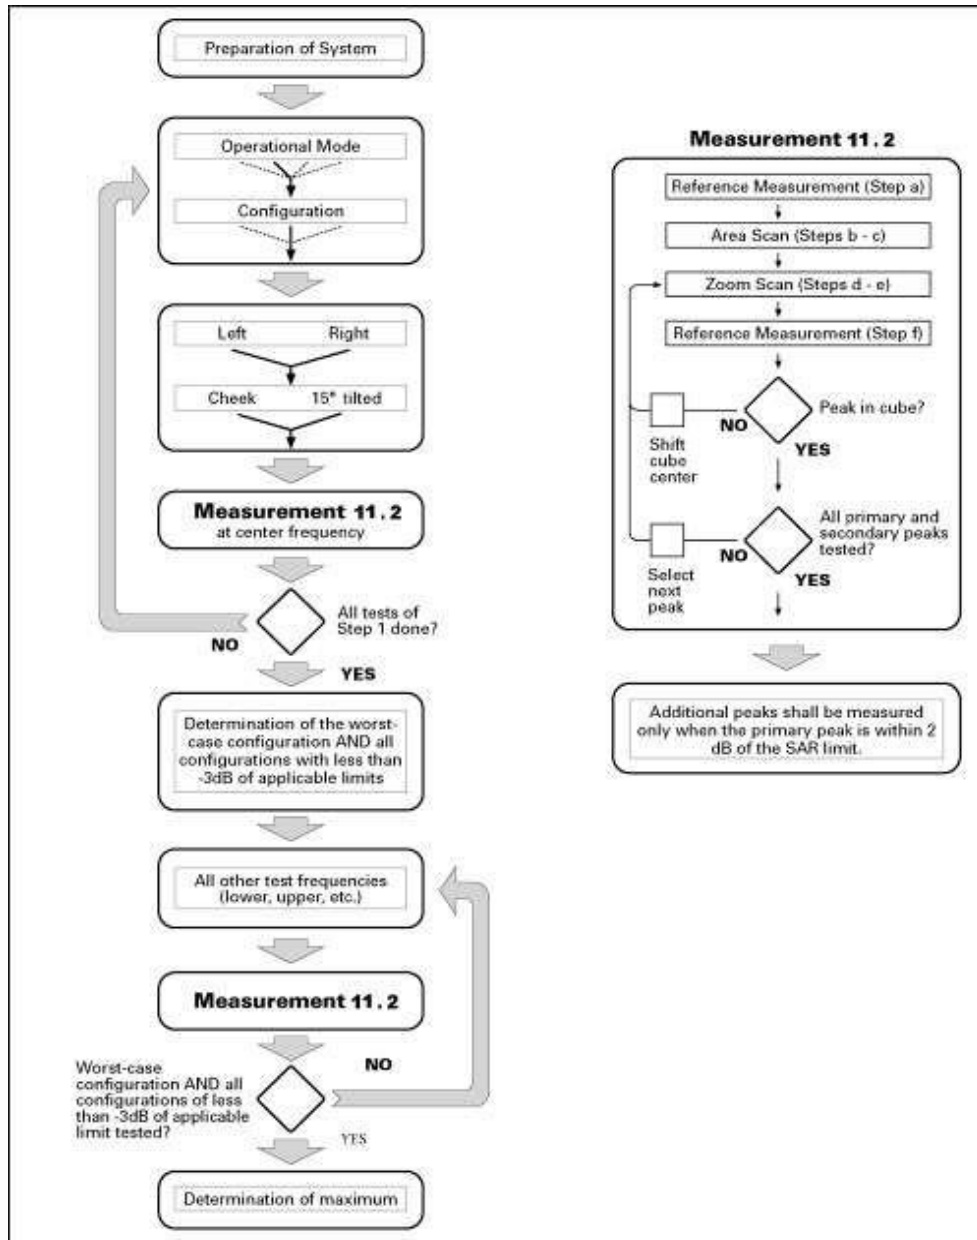 Preparation of System
Operational Mode
Configuration
Left Right
Cheek 15° tilted
Measurement 11.2
at center frequency
All tests of
Step 1 done?
NO
YES
Determination of the worst-
case configuration AND all
configurations with less than
-3dB of applicable limits
All other test frequencies
(lower, upper, etc.)
Measurement 11.2
NO
Worst-case
configuration AND all
configurations of less
than -3dB of applicable
limit tested?
YES
Determination of maximum
Measurement 11.2
Reference Measurement (Step a)
Area Scan (Steps b - c)
Zoom Scan (Steps d - e)
Reference Measurement (Step f)
Peak in cube?
NO
YES
Shift
cube
center
All primary and
secondary peaks
tested?
NO
YES
Select
next
peak
Additional peaks shall be measured
only when the primary peak is within 2
dB of the SAR limit.